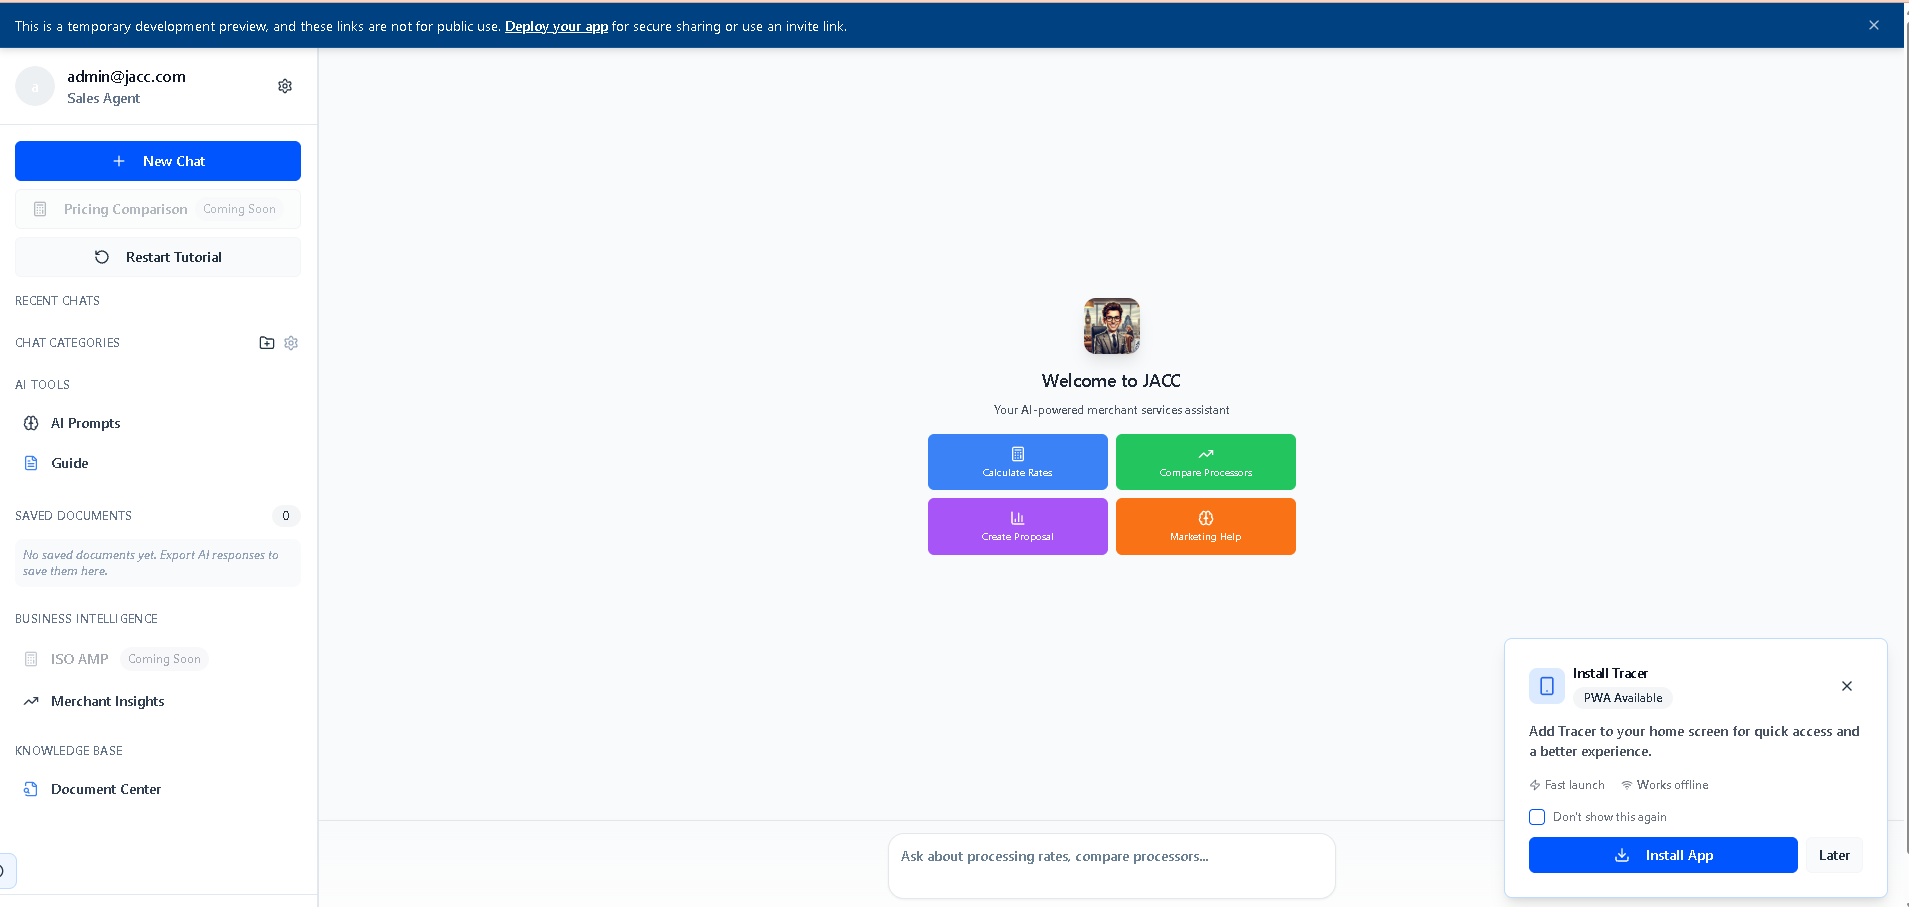 This is a temporary development preview, and these links are not for public use. Deploy your app for secure sharing or use an invite link.
a
admin@jacc.com
Sales Agent
New Chat
Pricing Comparison Coming Soon
Restart Tutorial
RECENT CHATS
CHAT CATEGORIES
AI TOOLS
AI Prompts
Guide
SAVED DOCUMENTS 0
No saved documents yet. Export AI responses to
save them here.
BUSINESS INTELLIGENCE
ISO AMP Coming Soon
Merchant Insights
KNOWLEDGE BASE
Document Center
Welcome to JACC
Your AI-powered merchant services assistant
Calculate Rates
Compare Processors
Create Proposal
Marketing Help
Ask about processing rates, compare processors...
Install Tracer
PWA Available
Add Tracer to your home screen for quick access and
a better experience.
Fast launch Works offline
Don't show this again
Install App Later